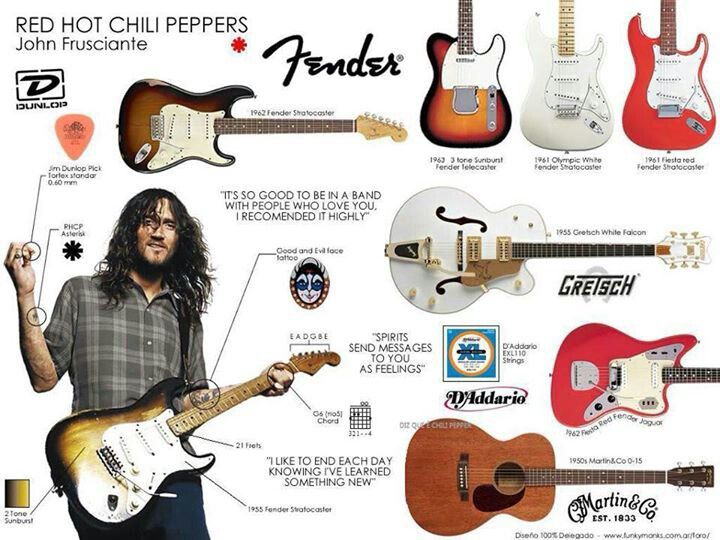 RED HOT CHILI PEPPERS
John Frusciante
DUNLOP
Jim Dunlop Pick
Tortex standar
0.60 mm
RHCP
Asterisk
Fender®
1962 Fender Stratocaster
1963 3 tone Sunburst
Fender Telecaster
1961 Olympic White
Fender Stratocaster
1961 Fiesta red
Fender Stratocaster
"IT'S SO GOOD TO BE IN A BAND
WITH PEOPLE WHO LOVE YOU,
I RECOMENDED IT HIGHLY"
Good and Evil face
tattoo
1955 Gretsch White Falcon
GRETSCH
E A D G B E
"SPIRITS
SEND MESSAGES
TO YOU
AS FEELINGS"
XL
D'Addario
EXL110
Strings
D'Addario
1962 Fiesta Red Fender Jaguar
G6 (no5)
Chord
321--4
DIZ QUE É CHILI PEPPER
21 Frets
"I LIKE TO END EACH DAY
KNOWING I'VE LEARNED
SOMETHING NEW"
1955 Fender Stratocaster
2 Tone
Sunburst
1950s Martin&Co 0-15
Martin&Co.
EST. 1833
Diseño 100% Delegado - www.funkymonks.com.ar/foro/